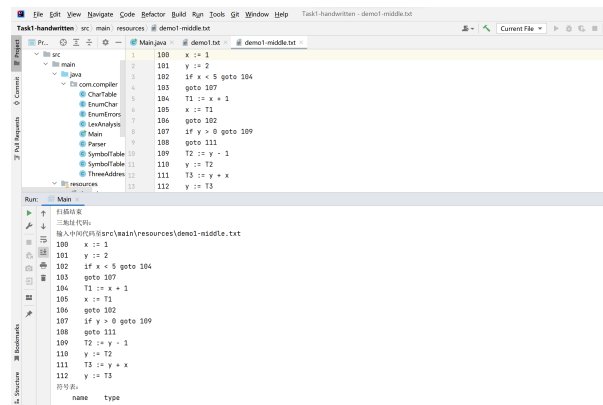 File Edit View Navigate Code Refactor Build Run Tools Git Window Help Task1-handwritten - demo1-middle.txt
Task1-handwritten src main resources demo1-middle.txt Current File
Project Pr... Main.java demo1.txt demo1-middle.txt
src
main
java
com.compiler
CharTable
EnumChar
EnumErrors
LexAnalysis
Main
Parser
SymbolTable
SymbolTable
ThreeAddres
resources
Commit
Pull Requests
1 100 x := 1
2 101 y := 2
3 102 if x < 5 goto 104
4 103 goto 107
5 104 T1 := x + 1
6 105 x := T1
7 106 goto 102
8 107 if y > 0 goto 109
9 108 goto 111
10 109 T2 := y - 1
11 110 y := T2
12 111 T3 := y + x
13 112 y := T3
Run: Main
扫描结束
三地址代码:
输入中间代码至src\main\resources\demo1-middle.txt
100 x := 1
101 y := 2
102 if x < 5 goto 104
103 goto 107
104 T1 := x + 1
105 x := T1
106 goto 102
107 if y > 0 goto 109
108 goto 111
109 T2 := y - 1
110 y := T2
111 T3 := y + x
112 y := T3
符号表:
name type
Bookmarks
Structure